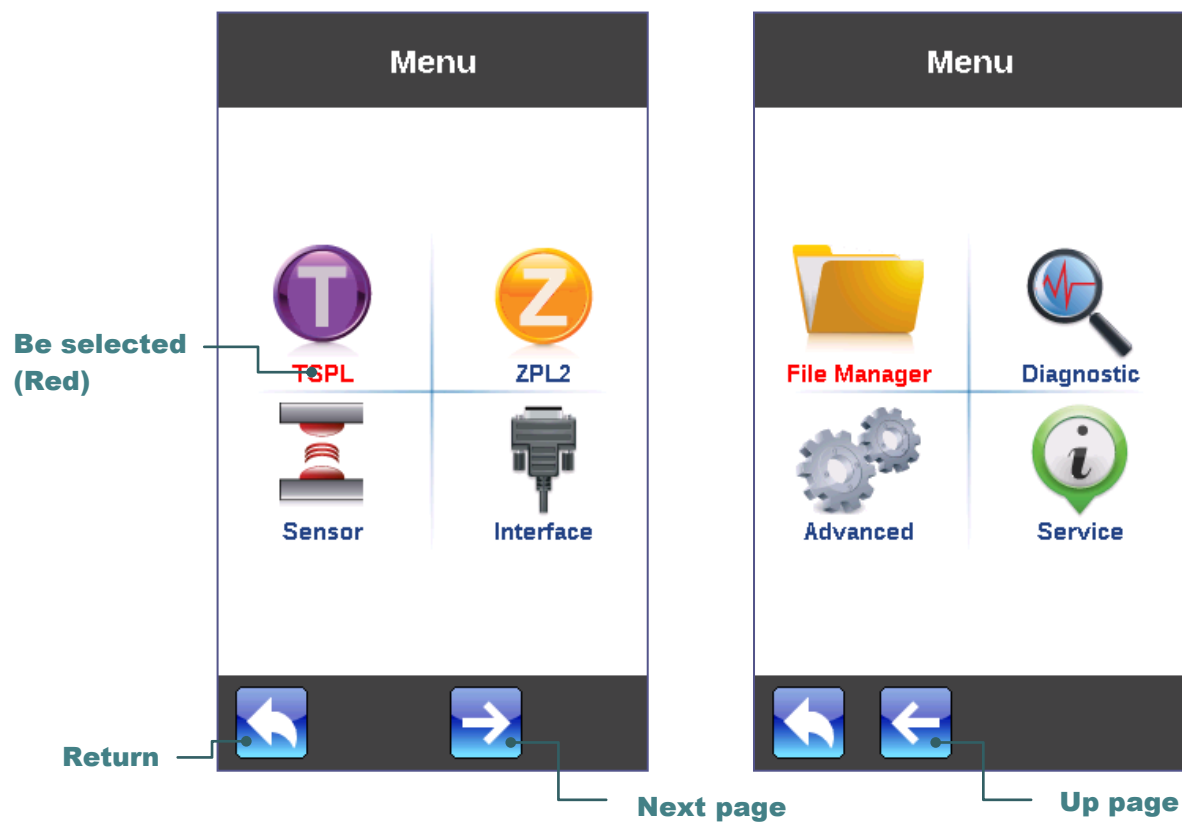 Menu
Menu
T
Z
TSPL
ZPL2
File Manager
Diagnostic
Be selected
(Red)
i
Sensor
Interface
Advanced
Service
Return
Next page
Up page